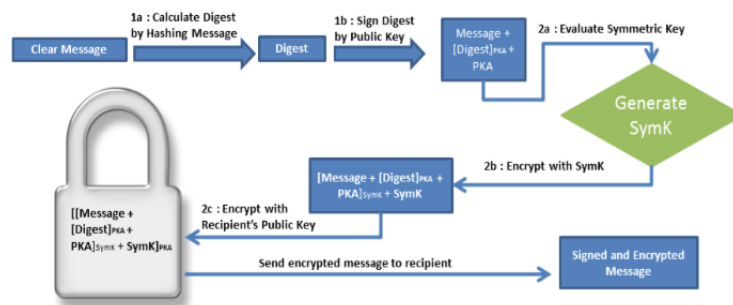 1a : Calculate Digest
by Hashing Message
1b : Sign Digest
by Public Key
2a : Evaluate Symmetric Key
Clear Message
Digest
Message +
[Digest]PKA +
PKA
Generate
SymK
2b : Encrypt with SymK
[Message + [Digest]PKA +
PKA]SymK + SymK
2c : Encrypt with
Recipient's Public Key
[[Message +
[Digest]PKA +
PKA]SymK + SymK]PKA
Send encrypted message to recipient
Signed and Encrypted
Message